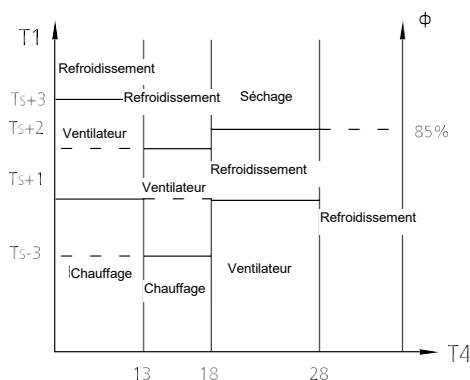 T1
Φ
Refroidissement
Ts+3
Refroidissement
Séchage
Ts+2
Ventilateur
85%
Refroidissement
Ts+1
Ventilateur
Refroidissement
Ts-3
Chauffage
Ventilateur
Chauffage
T4
13
18
28